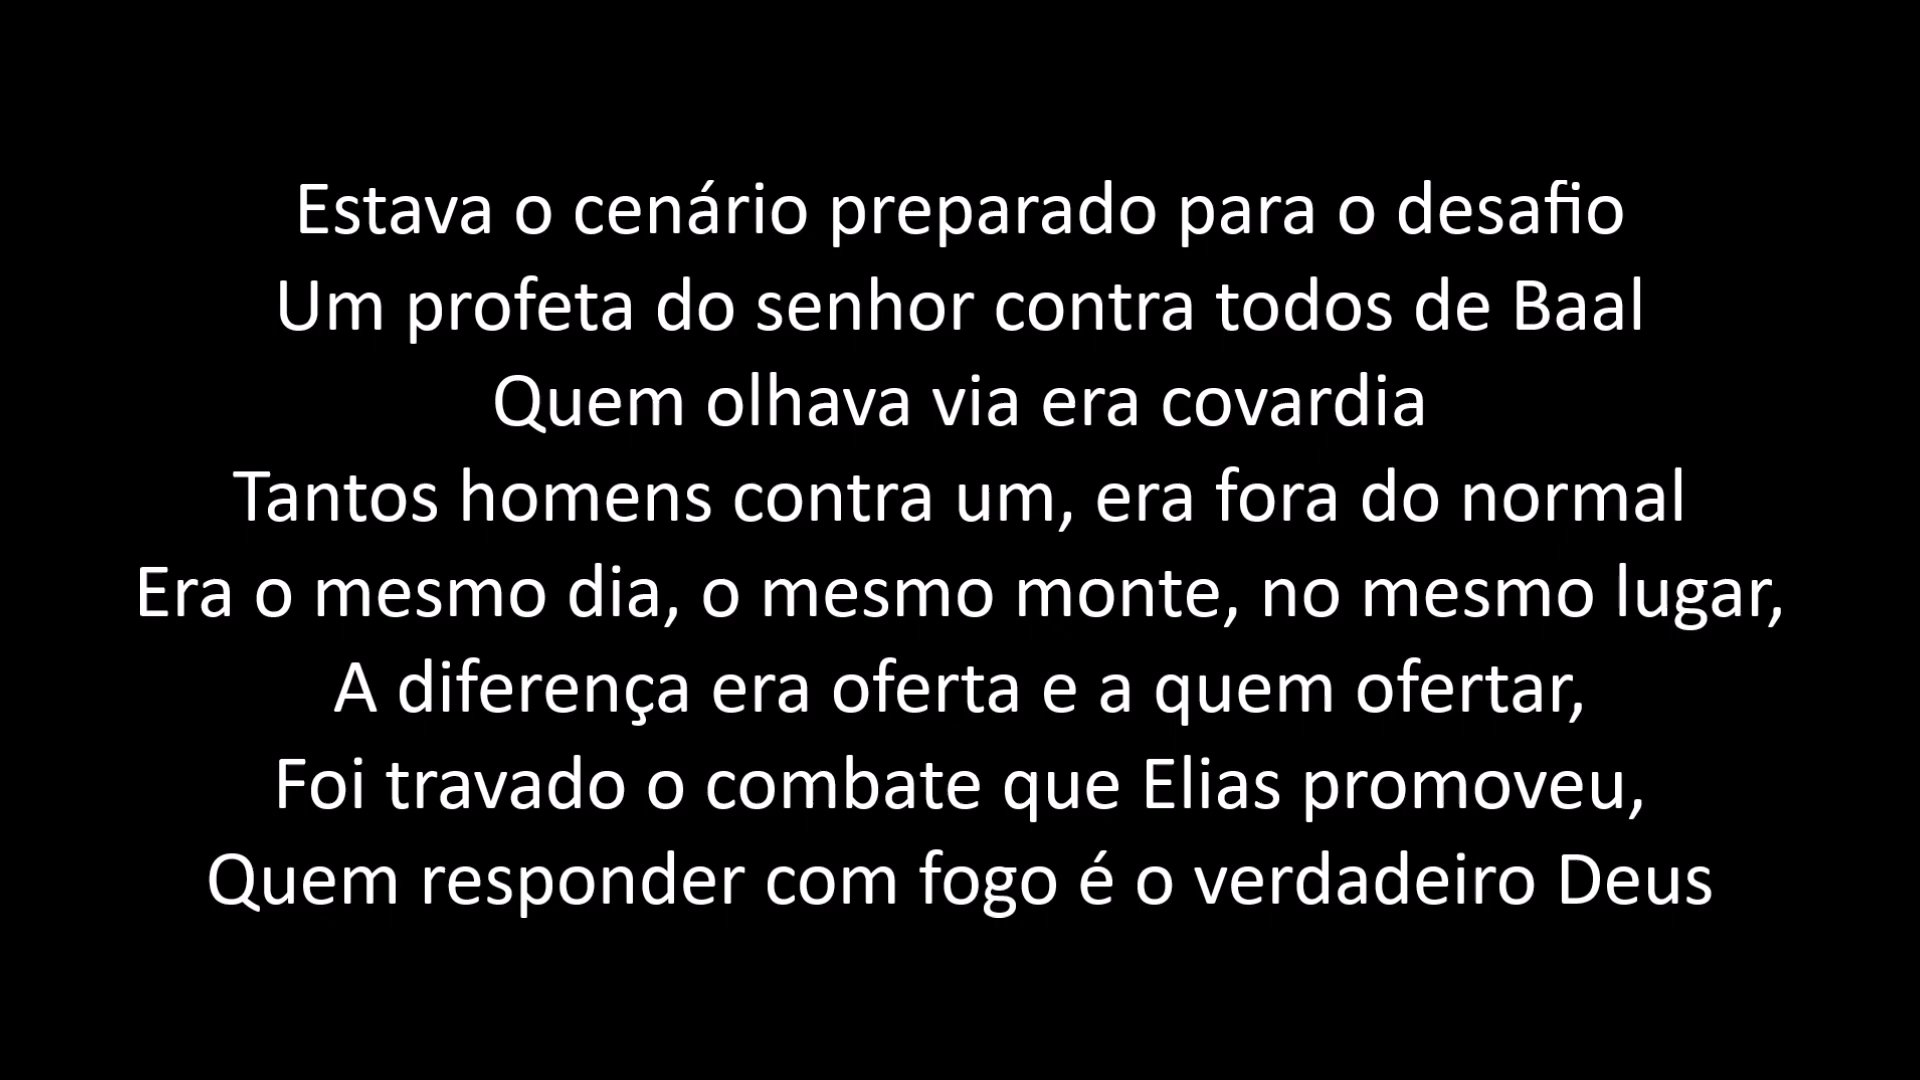 Estava o cenário preparado para o desafio
Um profeta do senhor contra todos de Baal
Quem olhava via era covardia
Tantos homens contra um, era fora do normal
Era o mesmo dia, o mesmo monte, no mesmo lugar,
A diferença era oferta e a quem ofertar,
Foi travado o combate que Elias promoveu,
Quem responder com fogo é o verdadeiro Deus